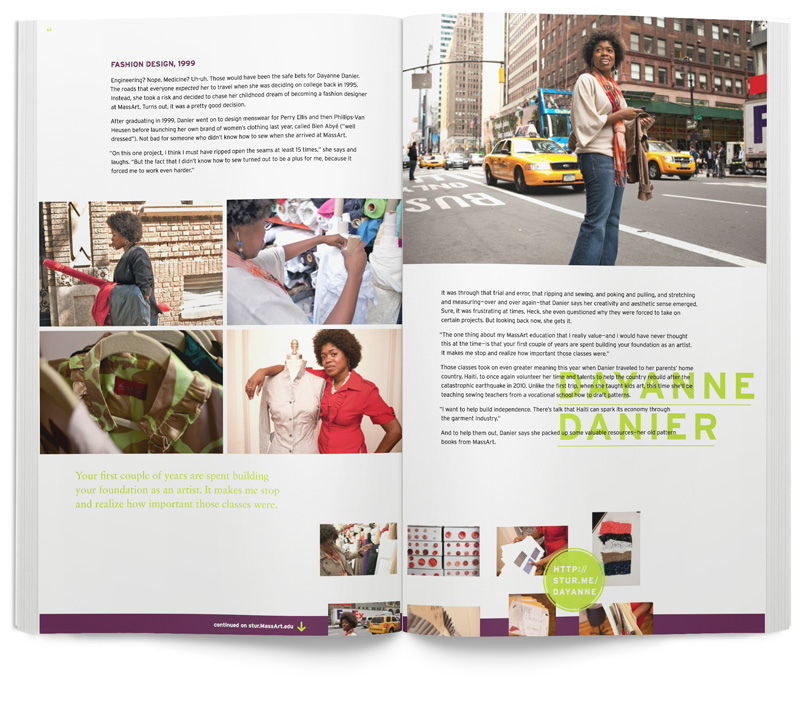 FASHION DESIGN, 1999
Engineering? Nope. Medicine? Uh-uh. Those would have been the safe bets for Dayanne Danier.
The roads that everyone expected her to travel when she was deciding on college back in 1995.
Instead, she took a risk and decided to chase her childhood dream of becoming a fashion designer
at MassArt. Turns out, it was a pretty good decision.
After graduating in 1999, Danier went on to design menswear for Perry Ellis and then Phillips-Van
Heusen before launching her own brand of women's clothing last year, called Bien Abyé ("well
dressed"). Not bad for someone who didn't know how to sew when she arrived at MassArt.
"On this one project, I think I must have ripped open the seams at least 15 times," she says and
laughs. "But the fact that I didn't know how to sew turned out to be a plus for me, because it
forced me to work even harder."
Your first couple of years are spent building
your foundation as an artist. It makes me stop
and realize how important those classes were.
continued on stur.MassArt.edu
BUS
ONLY
It was through that trial and error, that ripping and sewing, and poking and pulling, and stretching
and measuring—over and over again—that Danier says her creativity and aesthetic sense emerged.
Sure, it was frustrating at times. Heck, she even questioned why they were forced to take on
certain projects. But looking back now, she gets it.
"The one thing about my MassArt education that I really value—and I would have never thought
this at the time—is that your first couple of years are spent building your foundation as an artist.
It makes me stop and realize how important those classes were."
Those classes took on even greater meaning this year when Danier traveled to her parents' home
country, Haiti, to once again volunteer her time and talents to help the country rebuild after the
catastrophic earthquake in 2010. Unlike the first trip, when she taught kids art, this time she'll be
teaching sewing teachers from a vocational school how to draft patterns.
"I want to help build independence. There's talk that Haiti can spark its economy through
the garment industry."
And to help them out, Danier says she packed up some valuable resources—her old pattern
books from MassArt.
DAYANNE
DANIER
HTTP://
STUR.ME/
DAYANNE